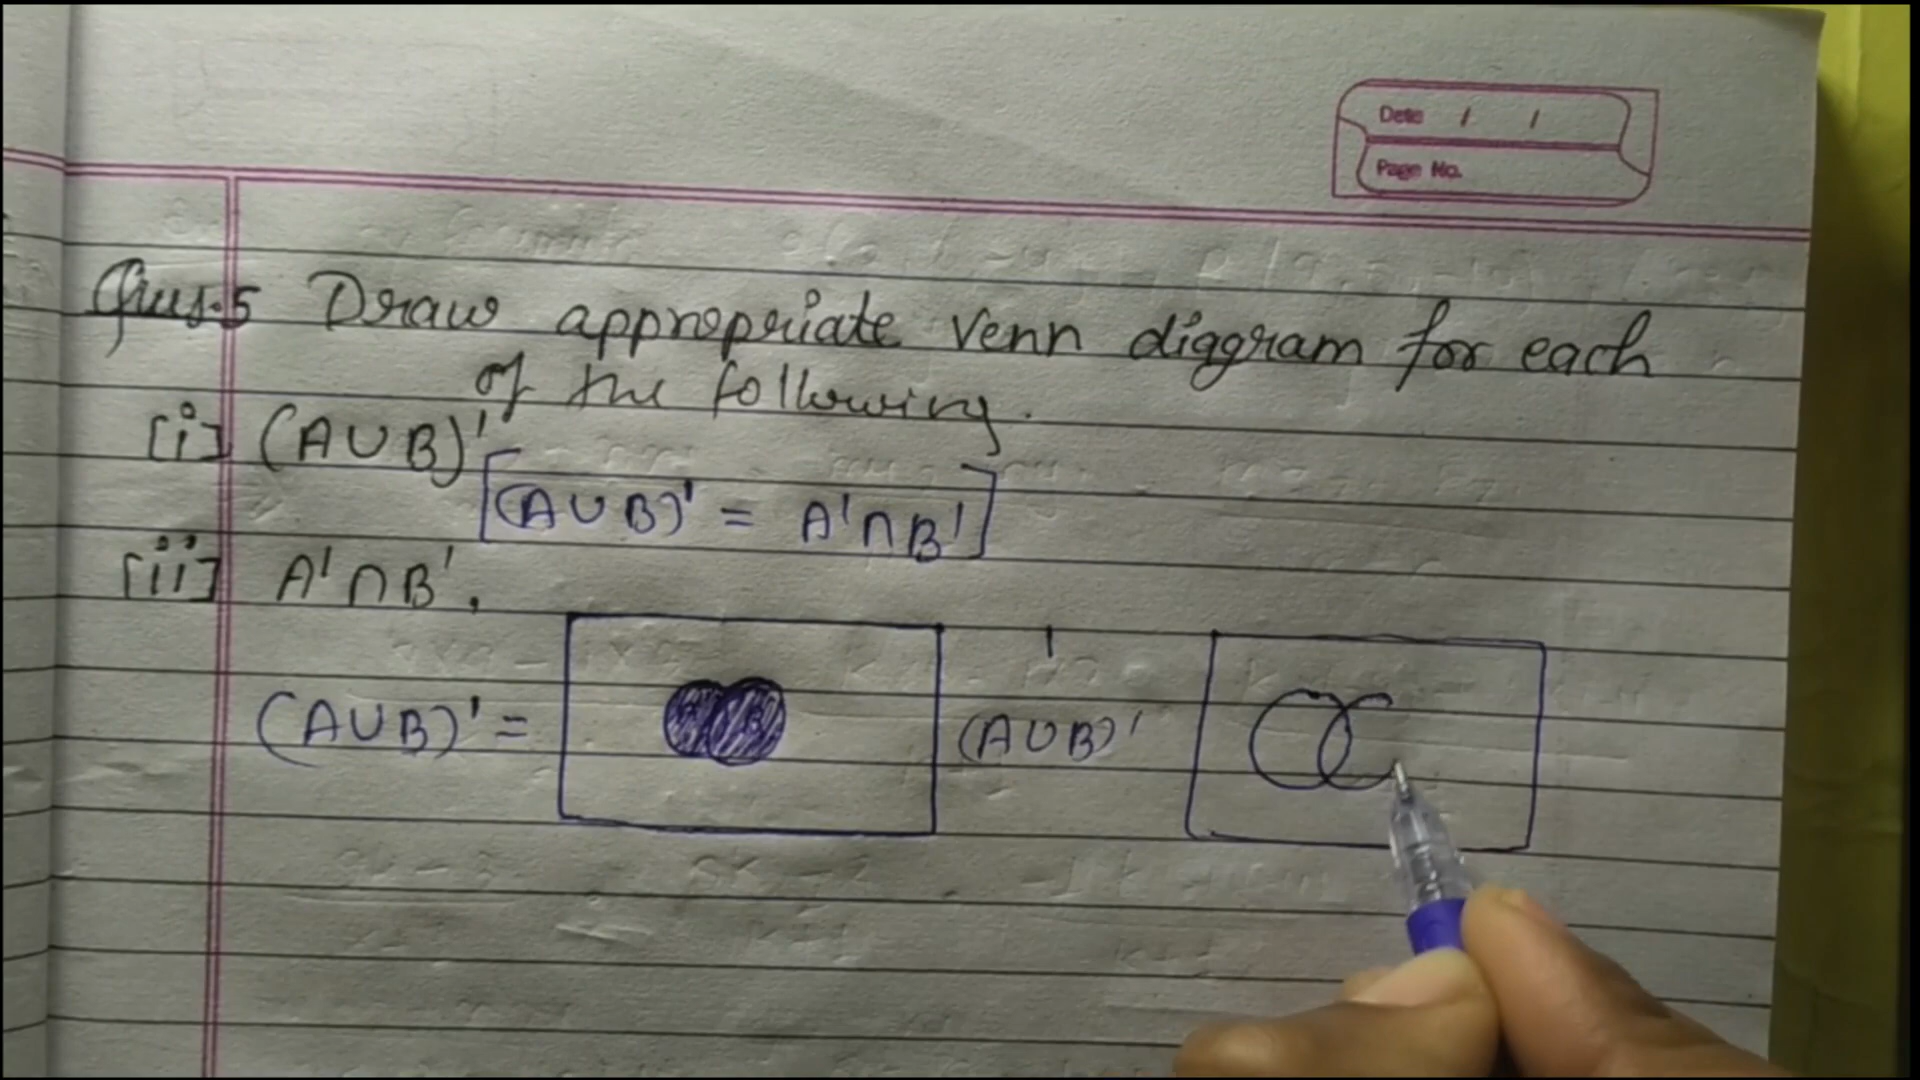 Date / /
Page No.
Ques.5 Draw appropriate Venn diggram for each
of the following.
[i] (A∪B)'
[(A∪B)' = A'∩B']
[ii] A'∩B'.
(A∪B)' =
A B
(A∪B)'